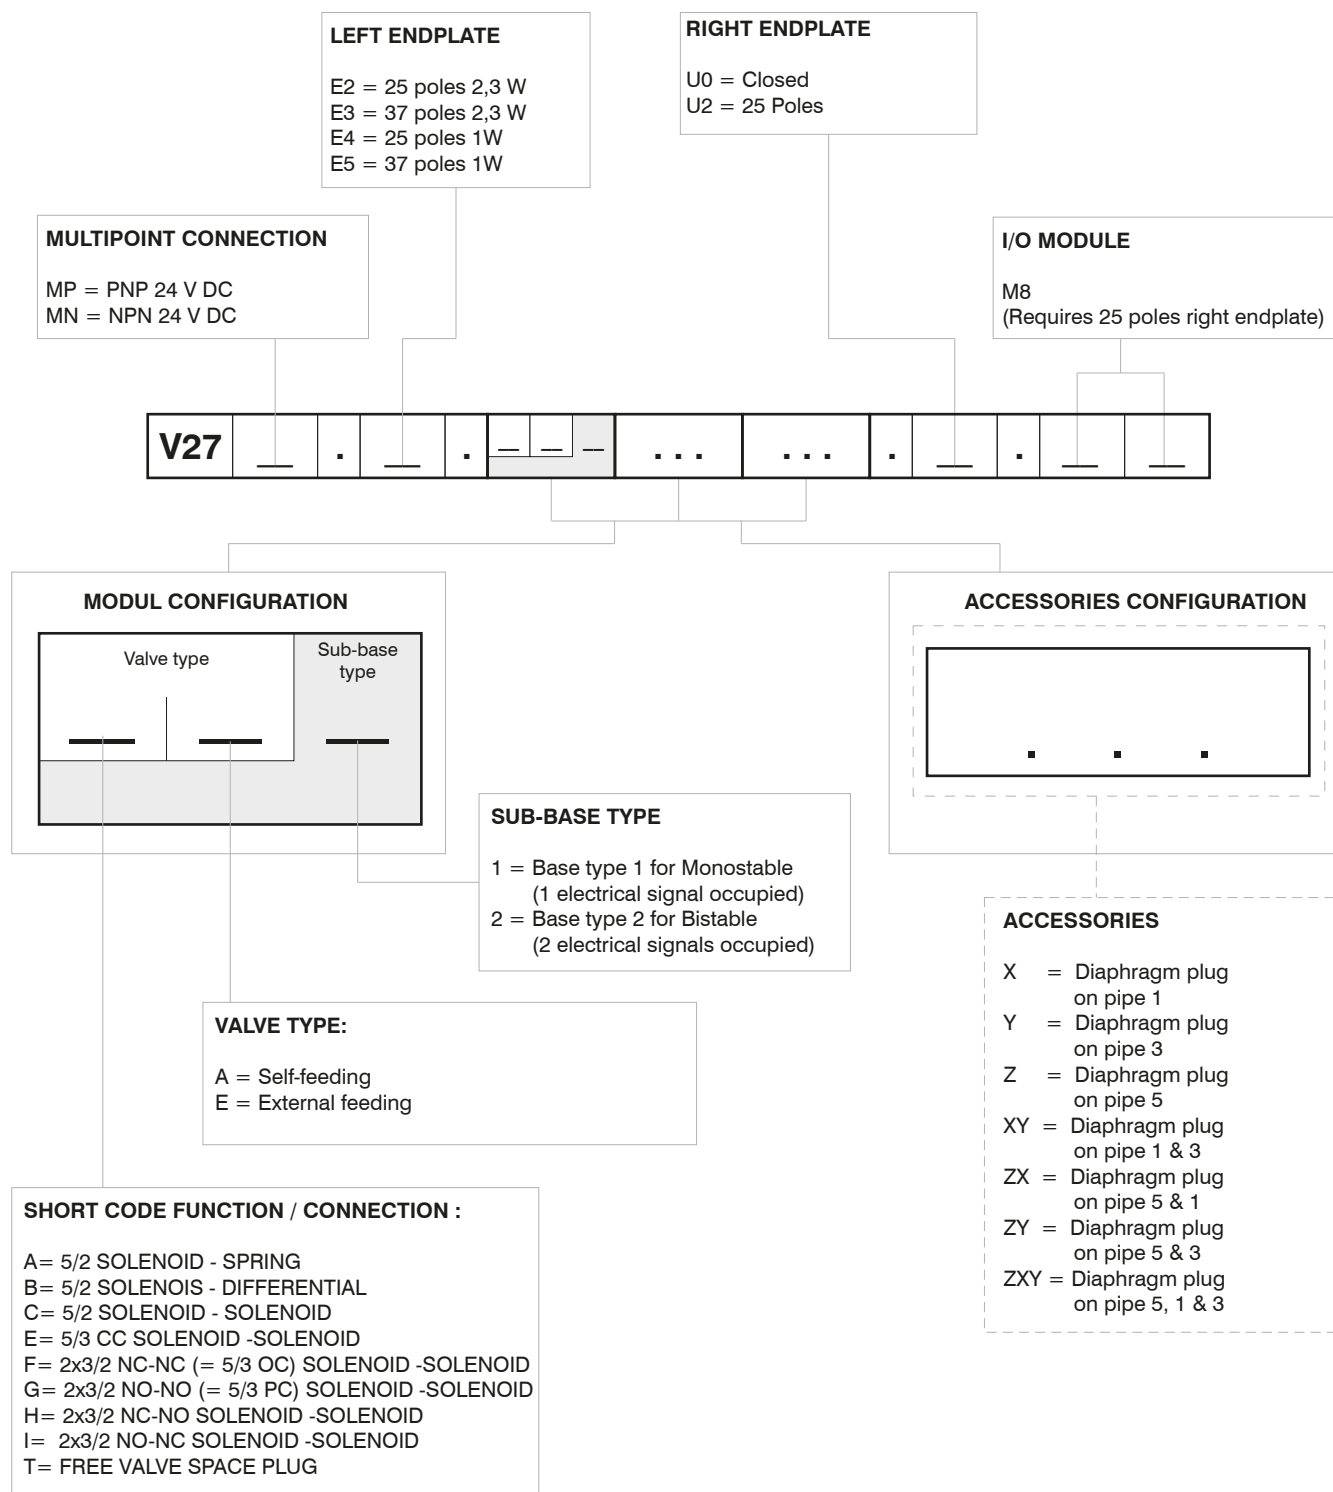 LEFT ENDPLATE
E2 = 25 poles 2,3 W
E3 = 37 poles 2,3 W
E4 = 25 poles 1W
E5 = 37 poles 1W
RIGHT ENDPLATE
U0 = Closed
U2 = 25 Poles
MULTIPOINT CONNECTION
MP = PNP 24 V DC
MN = NPN 24 V DC
I/O MODULE
M8
(Requires 25 poles right endplate)
V27 __ . __ . __ __ __ . . . . . . . __ . __ __
MODUL CONFIGURATION
Valve type
Sub-base
type
ACCESSORIES CONFIGURATION
. . .
SUB-BASE TYPE
1 = Base type 1 for Monostable
(1 electrical signal occupied)
2 = Base type 2 for Bistable
(2 electrical signals occupied)
VALVE TYPE:
A = Self-feeding
E = External feeding
ACCESSORIES
X = Diaphragm plug
on pipe 1
Y = Diaphragm plug
on pipe 3
Z = Diaphragm plug
on pipe 5
XY = Diaphragm plug
on pipe 1 & 3
ZX = Diaphragm plug
on pipe 5 & 1
ZY = Diaphragm plug
on pipe 5 & 3
ZXY = Diaphragm plug
on pipe 5, 1 & 3
SHORT CODE FUNCTION / CONNECTION :
A= 5/2 SOLENOID - SPRING
B= 5/2 SOLENOIS - DIFFERENTIAL
C= 5/2 SOLENOID - SOLENOID
E= 5/3 CC SOLENOID -SOLENOID
F= 2x3/2 NC-NC (= 5/3 OC) SOLENOID -SOLENOID
G= 2x3/2 NO-NO (= 5/3 PC) SOLENOID -SOLENOID
H= 2x3/2 NC-NO SOLENOID -SOLENOID
I= 2x3/2 NO-NC SOLENOID -SOLENOID
T= FREE VALVE SPACE PLUG